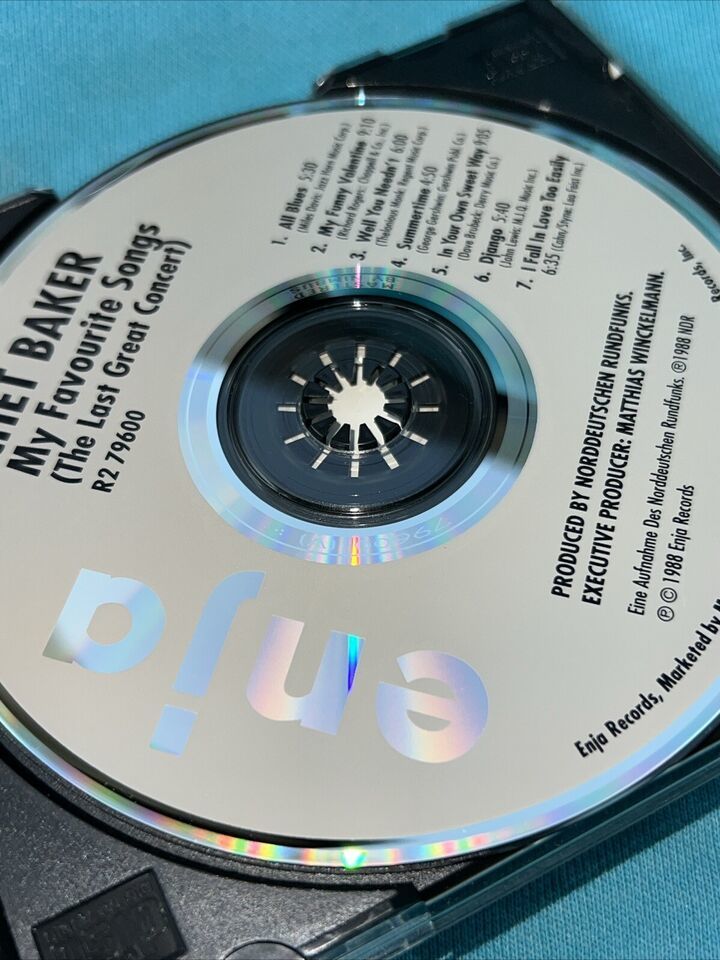 HET BAKER
My Favourite Songs
(The Last Great Concert)
R2 79600
1. All Blues 5:30
(Miles Davis: Jazz Horn Music Corp.)
2. My Funny Valentine 9:10
(Richard Rogers: Chappell & Co. Inc.)
3. Well You Needn't 6:00
(Thelonious Monk: Regent Music Corp.)
4. Summertime 4:50
(George Gershwin: Gershwin Publ. Co.)
5. In Your Own Sweet Way 9:05
(Dave Brubeck: Derry Music Co.)
6. Django 5:40
(John Lewis: M.J.Q. Music Inc.)
7. I Fall In Love Too Easily
6:35 (Cahn/Styne: Leo Feist Inc.)
PRODUCED BY NORDDEUTSCHEN RUNDFUNKS.
EXECUTIVE PRODUCER: MATTHIAS WINCKELMANN.
Eine Aufnahme Des Norddeutschen Rundfunks. ℗1988 NDR
℗ © 1988 Enja Records
Enja Records, Marketed by
Records,
enja